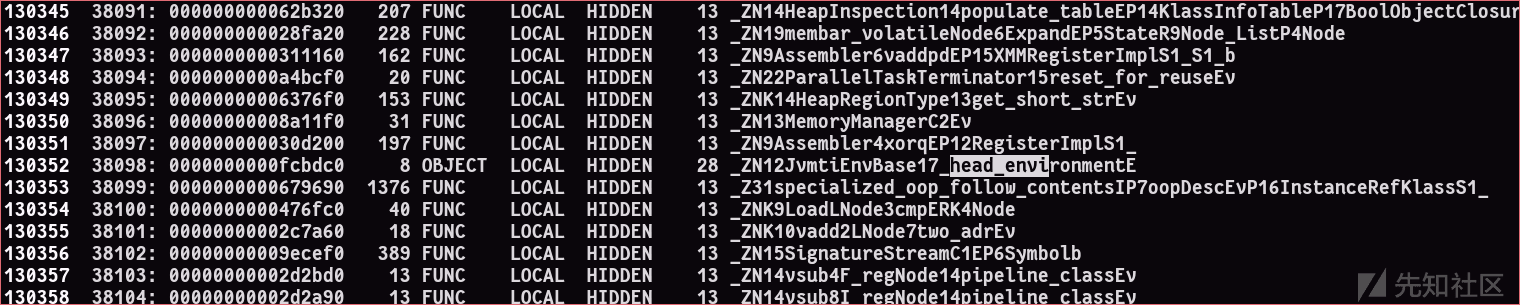 130345  38091: 000000000062b320   207 FUNC    LOCAL  HIDDEN    13 _ZN14HeapInspection14populate_tableEP14KlassInfoTableP17BoolObjectClosur
130346  38092: 000000000028fa20   228 FUNC    LOCAL  HIDDEN    13 _ZN19membar_volatileNode6ExpandEP5StateR9Node_ListP4Node
130347  38093: 0000000000311160   162 FUNC    LOCAL  HIDDEN    13 _ZN9Assembler6vaddpdEP15XMMRegisterImplS1_S1_b
130348  38094: 0000000000a4bcf0    20 FUNC    LOCAL  HIDDEN    13 _ZN22ParallelTaskTerminator15reset_for_reuseEv
130349  38095: 00000000006376f0   153 FUNC    LOCAL  HIDDEN    13 _ZNK14HeapRegionType13get_short_strEv
130350  38096: 00000000008a11f0    31 FUNC    LOCAL  HIDDEN    13 _ZN13MemoryManagerC2Ev
130351  38097: 000000000030d200   197 FUNC    LOCAL  HIDDEN    13 _ZN9Assembler4xorqEP12RegisterImplS1_
130352  38098: 0000000000fcbdc0     8 OBJECT  LOCAL  HIDDEN    28 _ZN12JvmtiEnvBase17_head_environmentE
130353  38099: 0000000000679690  1376 FUNC    LOCAL  HIDDEN    13 _Z31specialized_oop_follow_contentsIP7oopDescEvP16InstanceRefKlassS1_
130354  38100: 0000000000476fc0    40 FUNC    LOCAL  HIDDEN    13 _ZNK9LoadLNode3cmpERK4Node
130355  38101: 00000000002c7a60    18 FUNC    LOCAL  HIDDEN    13 _ZNK10vadd2LNode7two_adrEv
130356  38102: 00000000009ecef0   389 FUNC    LOCAL  HIDDEN    13 _ZN15SignatureStreamC1EP6Symbolb
130357  38103: 00000000002d2bd0    13 FUNC    LOCAL  HIDDEN    13 _ZN14vsub4F_regNode14pipeline_classEv
130358  38104: 00000000002d2a90    13 FUNC    LOCAL  HIDDEN    13 _ZN14vsub8I_regNode14pipeline_classEv
先知社区